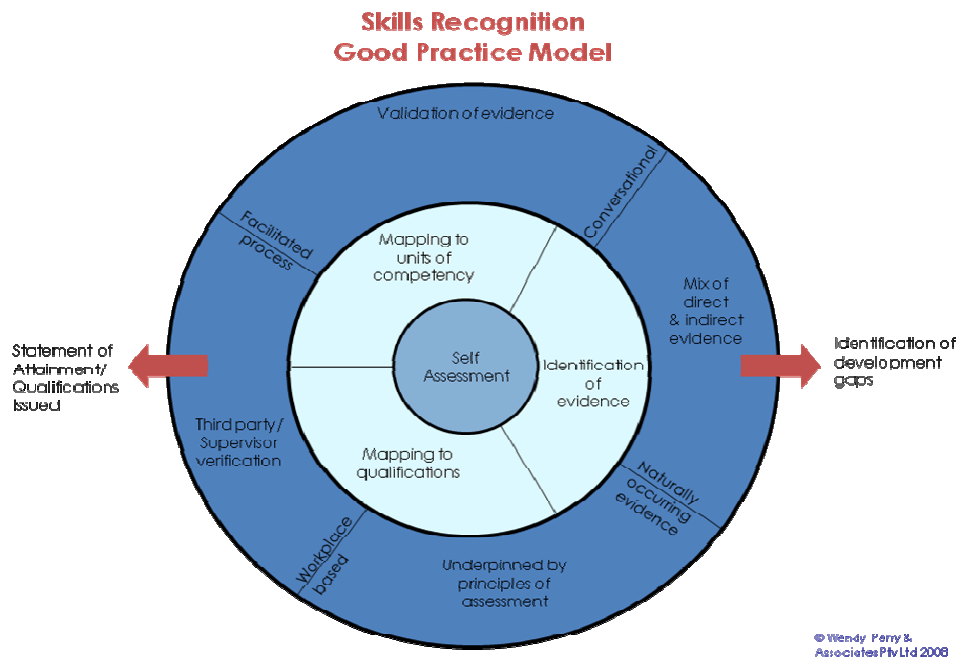 Skills Recognition
Good Practice Model
Validation of evidence
Conversational
Facilitated
process
Mapping to
units of
competency
Mix of
direct
& indirect
evidence
Self
Assessment
Identification
of
evidence
Statement of
Attainment/
Qualifications
Issued
Identification of
development
gaps
Third party/
Supervisor
verification
Mapping to
qualifications
Naturally
occurring
evidence
Workplace
based
Underpinned by
principles of
assessment
© Wendy Perry &
Associates Pty Ltd 2008